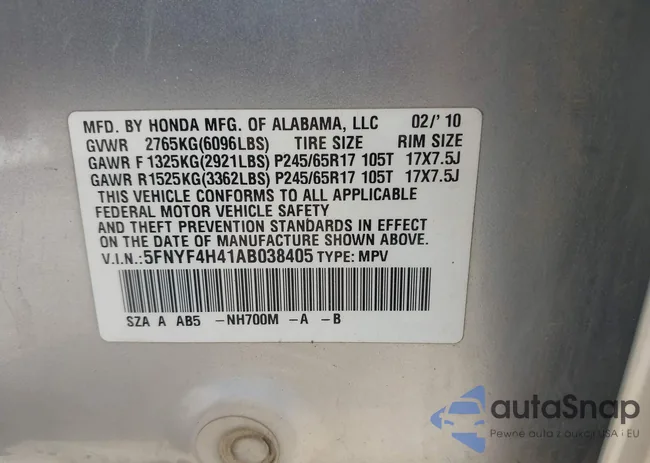 MFD. BY HONDA MFG. OF ALABAMA, LLC 02/'10
GVWR 2765KG(6096LBS) TIRE SIZE RIM SIZE
GAWR F1325KG(2921LBS) P245/65R17 105T 17X7.5J
GAWR R1525KG(3362LBS) P245/65R17 105T 17X7.5J
THIS VEHICLE CONFORMS TO ALL APPLICABLE
FEDERAL MOTOR VEHICLE SAFETY
AND THEFT PREVENTION STANDARDS IN EFFECT
ON THE DATE OF MANUFACTURE SHOWN ABOVE.
V.I.N.:5FNYF4H41AB038405 TYPE: MPV
SZA A AB5 -NH700M -A -B
autaSnap
Pewne auta z aukcji USA i EU